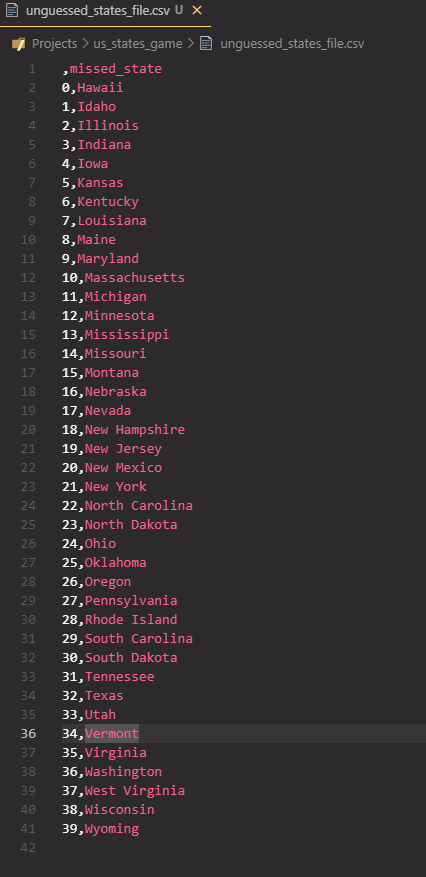 unguessed_states_file.csv U ×
Projects > us_states_game > unguessed_states_file.csv
1 ,missed_state
2 0,Hawaii
3 1,Idaho
4 2,Illinois
5 3,Indiana
6 4,Iowa
7 5,Kansas
8 6,Kentucky
9 7,Louisiana
10 8,Maine
11 9,Maryland
12 10,Massachusetts
13 11,Michigan
14 12,Minnesota
15 13,Mississippi
16 14,Missouri
17 15,Montana
18 16,Nebraska
19 17,Nevada
20 18,New Hampshire
21 19,New Jersey
22 20,New Mexico
23 21,New York
24 22,North Carolina
25 23,North Dakota
26 24,Ohio
27 25,Oklahoma
28 26,Oregon
29 27,Pennsylvania
30 28,Rhode Island
31 29,South Carolina
32 30,South Dakota
33 31,Tennessee
34 32,Texas
35 33,Utah
36 34,Vermont
37 35,Virginia
38 36,Washington
39 37,West Virginia
40 38,Wisconsin
41 39,Wyoming
42